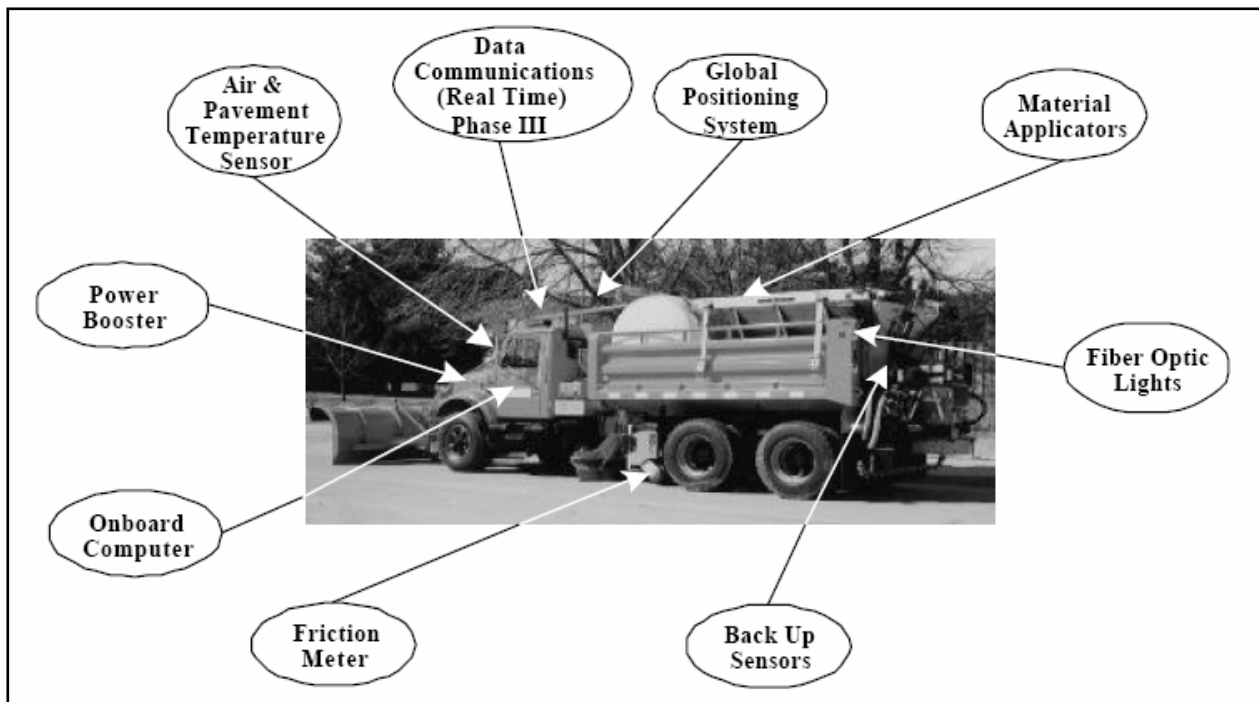 Air &
Pavement
Temperature
Sensor
Data
Communications
(Real Time)
Phase III
Global
Positioning
System
Material
Applicators
Power
Booster
Fiber Optic
Lights
Onboard
Computer
Friction
Meter
Back Up
Sensors